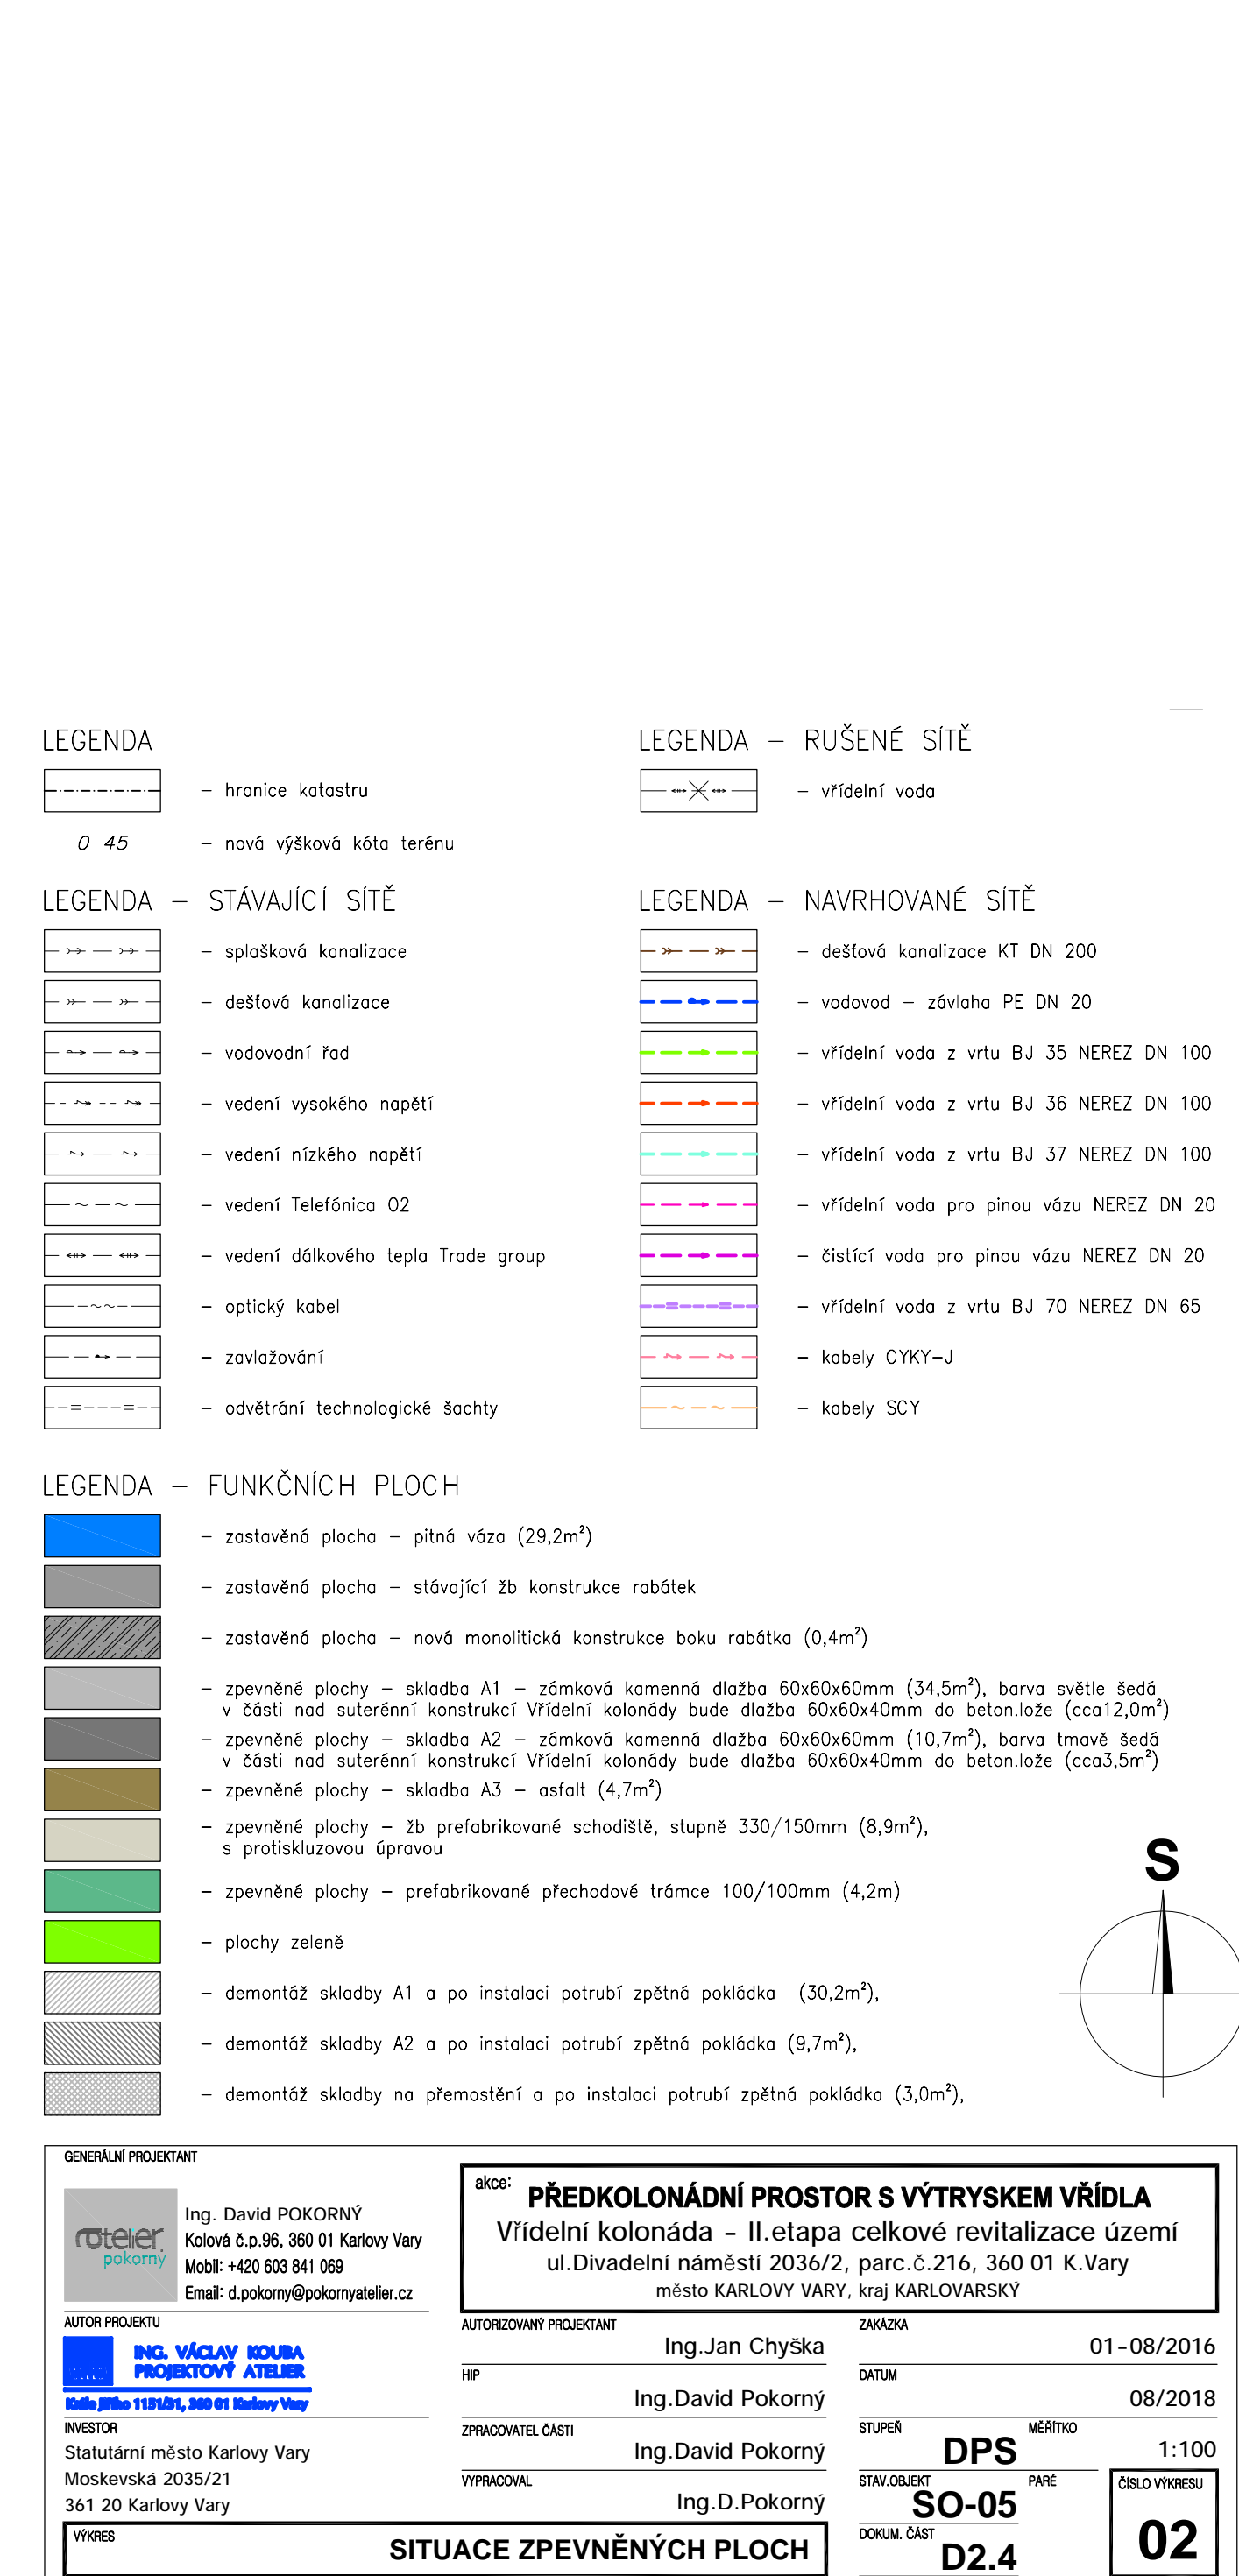 LEGENDA
– hranice katastru
0 45 – nová výšková kóta terénu
LEGENDA – RUŠENÉ SÍTĚ
– vřídelní voda
LEGENDA – STÁVAJÍCÍ SÍTĚ
– splašková kanalizace
– dešťová kanalizace
– vodovodní řad
– vedení vysokého napětí
– vedení nízkého napětí
– vedení Telefónica O2
– vedení dálkového tepla Trade group
– optický kabel
– zavlažování
– odvětrání technologické šachty
LEGENDA – NAVRHOVANÉ SÍTĚ
– dešťová kanalizace KT DN 200
– vodovod – závlaha PE DN 20
– vřídelní voda z vrtu BJ 35 NEREZ DN 100
– vřídelní voda z vrtu BJ 36 NEREZ DN 100
– vřídelní voda z vrtu BJ 37 NEREZ DN 100
– vřídelní voda pro pinou vázu NEREZ DN 20
– čistící voda pro pinou vázu NEREZ DN 20
– vřídelní voda z vrtu BJ 70 NEREZ DN 65
– kabely CYKY–J
– kabely SCY
LEGENDA – FUNKČNÍCH PLOCH
– zastavěná plocha – pitná váza (29,2m²)
– zastavěná plocha – stávající žb konstrukce rabátek
– zastavěná plocha – nová monolitická konstrukce boku rabátka (0,4m²)
– zpevněné plochy – skladba A1 – zámková kamenná dlažba 60x60x60mm (34,5m²), barva světle šedá
v části nad suterénní konstrukcí Vřídelní kolonády bude dlažba 60x60x40mm do beton.lože (cca12,0m²)
– zpevněné plochy – skladba A2 – zámková kamenná dlažba 60x60x60mm (10,7m²), barva tmavě šedá
v části nad suterénní konstrukcí Vřídelní kolonády bude dlažba 60x60x40mm do beton.lože (cca3,5m²)
– zpevněné plochy – skladba A3 – asfalt (4,7m²)
– zpevněné plochy – žb prefabrikované schodiště, stupně 330/150mm (8,9m²),
s protiskluzovou úpravou
– zpevněné plochy – prefabrikované přechodové trámce 100/100mm (4,2m)
– plochy zeleně
– demontáž skladby A1 a po instalaci potrubí zpětná pokládka (30,2m²),
– demontáž skladby A2 a po instalaci potrubí zpětná pokládka (9,7m²),
– demontáž skladby na přemostění a po instalaci potrubí zpětná pokládka (3,0m²),
S
GENERÁLNÍ PROJEKTANT
atelier
pokorny
Ing. David POKORNÝ
Kolová č.p.96, 360 01 Karlovy Vary
Mobil: +420 603 841 069
Email: d.pokorny@pokornyatelier.cz
akce:
PŘEDKOLONÁDNÍ PROSTOR S VÝTRYSKEM VŘÍDLA
Vřídelní kolonáda - II.etapa celkové revitalizace území
ul.Divadelní náměstí 2036/2, parc.č.216, 360 01 K.Vary
město KARLOVY VARY, kraj KARLOVARSKÝ
AUTOR PROJEKTU
ING. VÁCLAV KOUBA
PROJEKTOVÝ ATELIER
Krále Jiřího 1151/31, 360 01 Karlovy Vary
INVESTOR
Statutární město Karlovy Vary
Moskevská 2035/21
361 20 Karlovy Vary
AUTORIZOVANÝ PROJEKTANT
Ing.Jan Chyška
HIP
Ing.David Pokorný
ZPRACOVATEL ČÁSTI
Ing.David Pokorný
VYPRACOVAL
Ing.D.Pokorný
ZAKÁZKA
01-08/2016
DATUM
08/2018
STUPEŇ
DPS
MĚŘÍTKO
1:100
STAV.OBJEKT
SO-05
PARÉ
ČÍSLO VÝKRESU
02
DOKUM. ČÁST
D2.4
VÝKRES
SITUACE ZPEVNĚNÝCH PLOCH